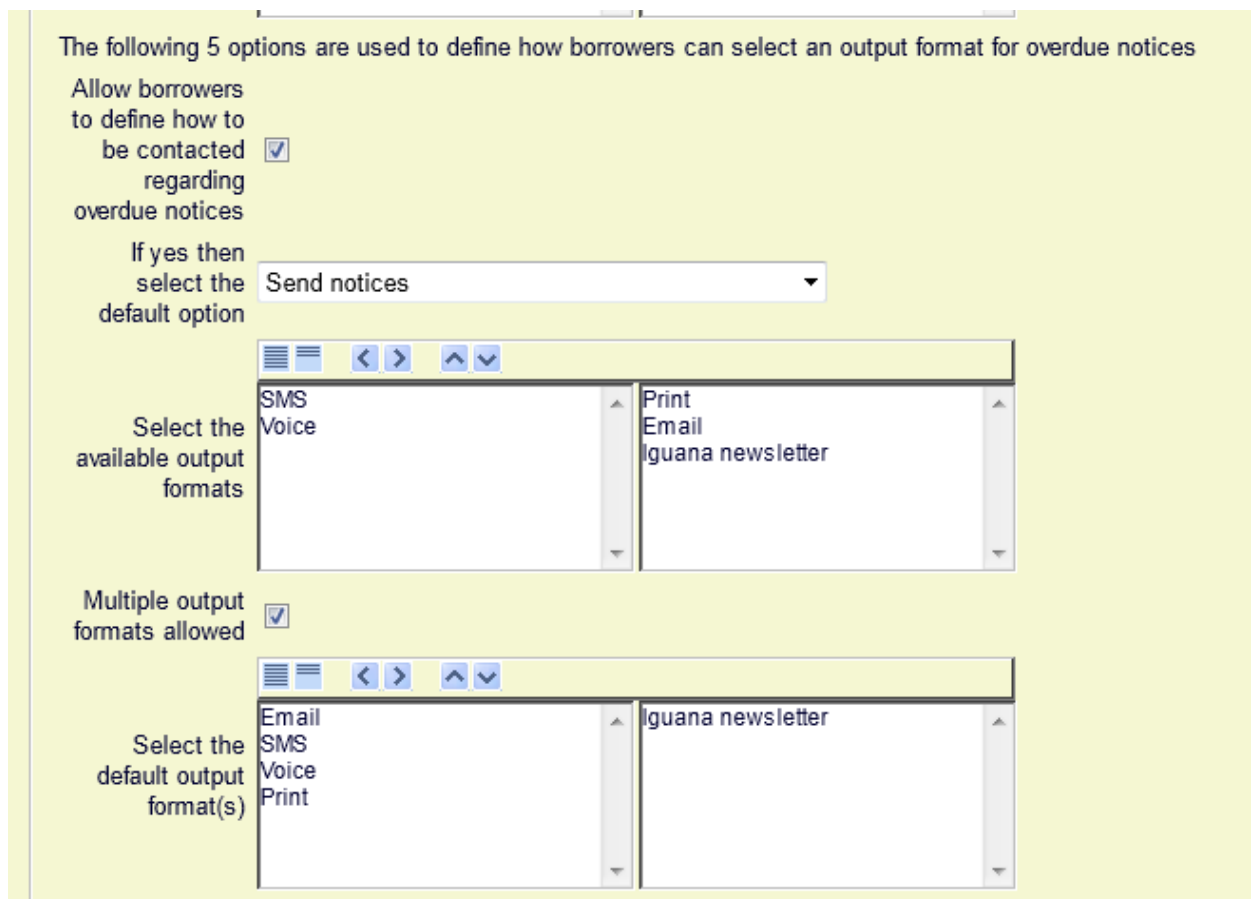 The following 5 options are used to define how borrowers can select an output format for overdue notices
Allow borrowers
to define how to
be contacted
regarding
overdue notices
If yes then
select the
default option
Send notices
Select the
available output
formats
SMS
Voice
Print
Email
Iguana newsletter
Multiple output
formats allowed
Select the
default output
format(s)
Email
SMS
Voice
Print
Iguana newsletter